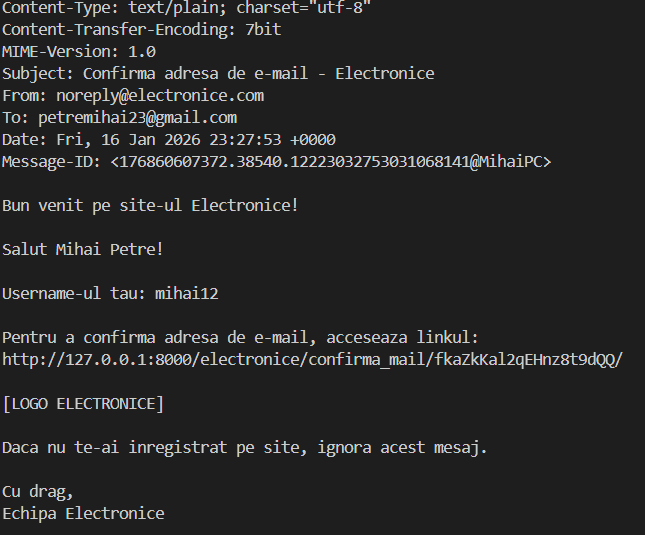 Content-Type: text/plain; charset="utf-8"
Content-Transfer-Encoding: 7bit
MIME-Version: 1.0
Subject: Confirma adresa de e-mail - Electronice
From: noreply@electronice.com
To: petremihai23@gmail.com
Date: Fri, 16 Jan 2026 23:27:53 +0000
Message-ID: <176860607372.38540.12223032753031068141@MihaiPC>
Bun venit pe site-ul Electronice!
Salut Mihai Petre!
Username-ul tau: mihai12
Pentru a confirma adresa de e-mail, acceseaza linkul:
http://127.0.0.1:8000/electronice/confirma_mail/fkaZkKal2qEHnz8t9dQQ/
[LOGO ELECTRONICE]
Daca nu te-ai inregistrat pe site, ignora acest mesaj.
Cu drag,
Echipa Electronice